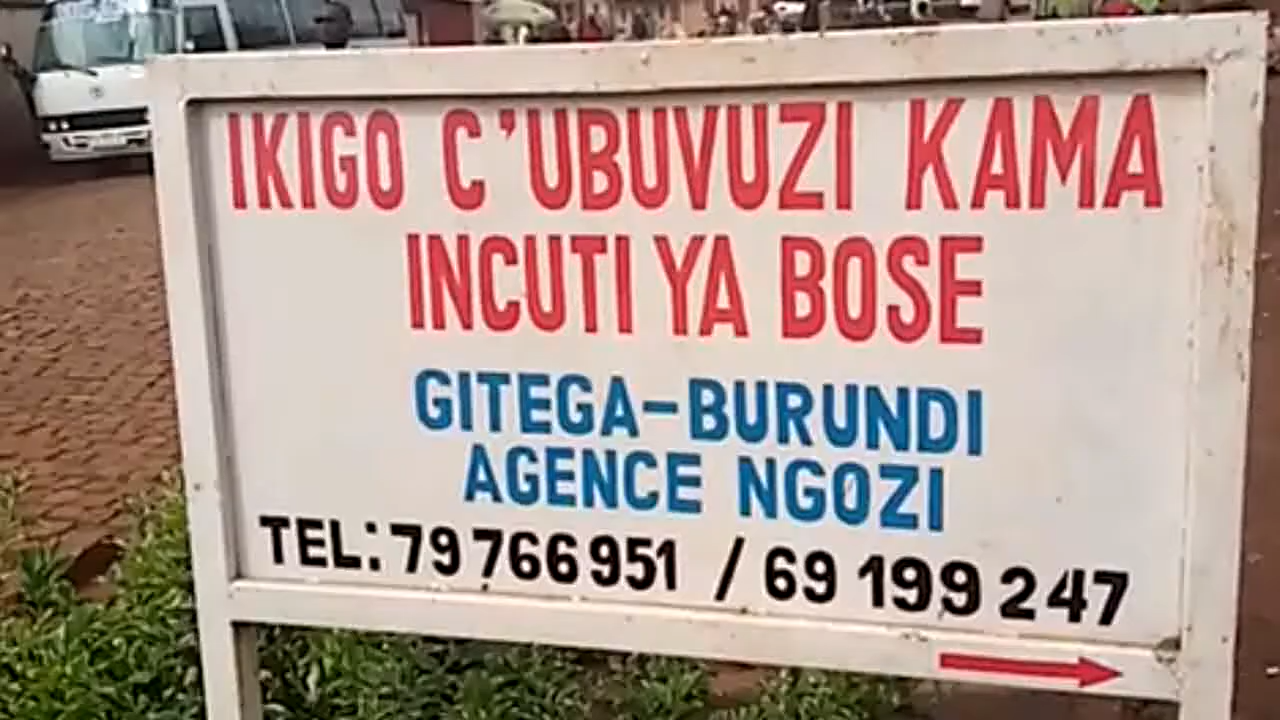 IKIGO C'UBUVUZI KAMA
INCUTI YA BOSE
GITEGA-BURUNDI
AGENCE NGOZI
TEL: 79 766 951 / 69 199 247